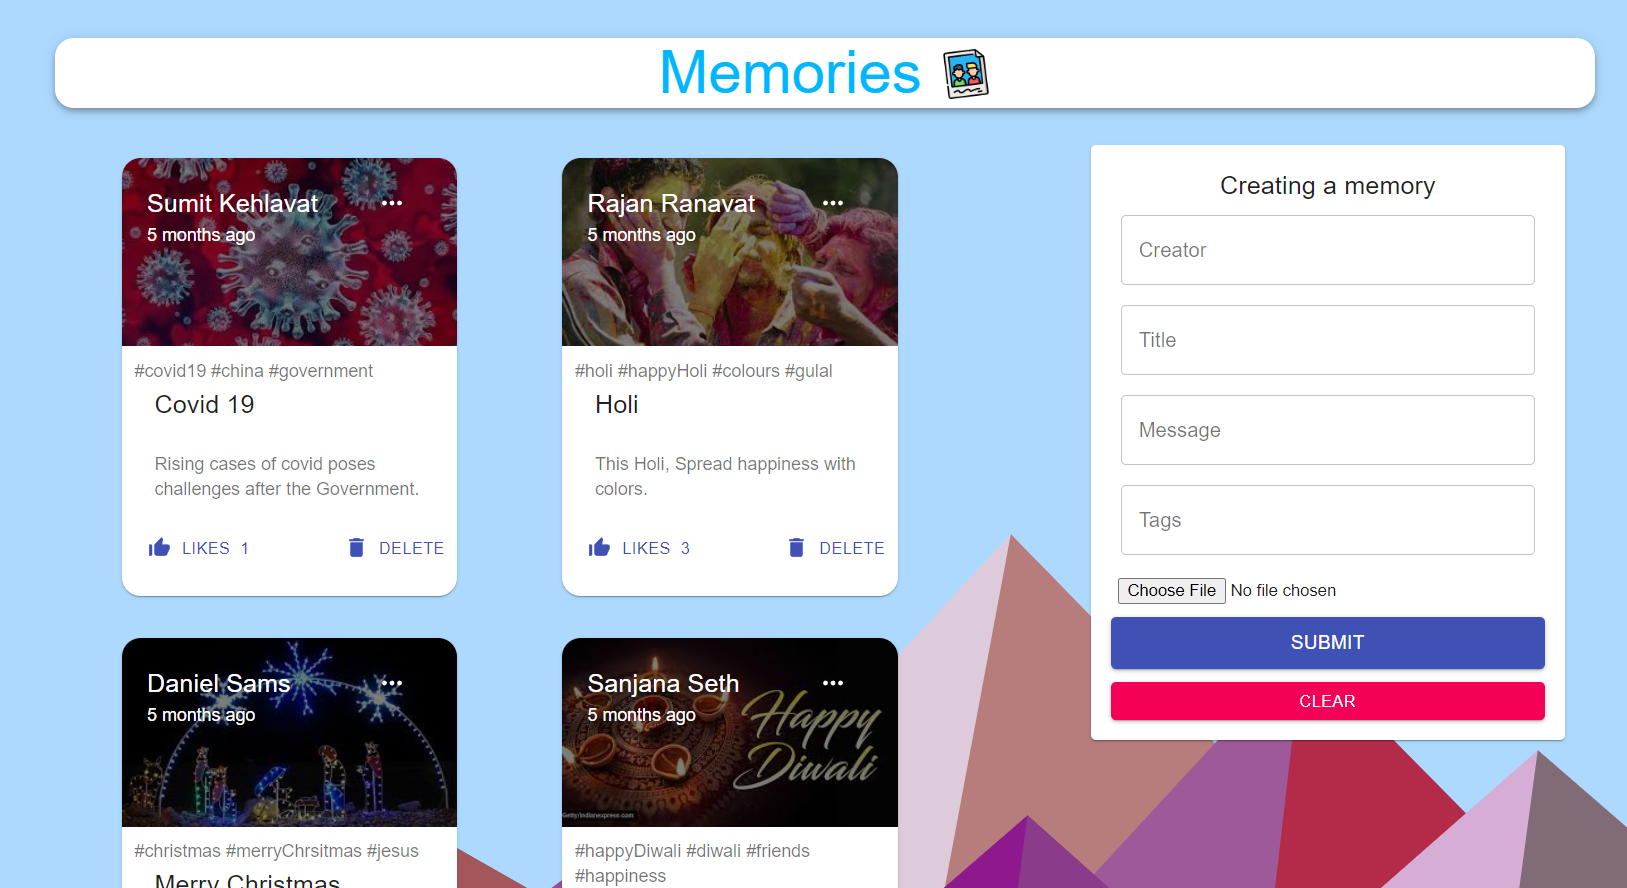 Memories
Sumit Kehlavat
5 months ago
#covid19 #china #government
Covid 19
Rising cases of covid poses
challenges after the Government.
LIKES 1
DELETE
Rajan Ranavat
5 months ago
#holi #happyHoli #colours #gulal
Holi
This Holi, Spread happiness with
colors.
LIKES 3
DELETE
Daniel Sams
5 months ago
#christmas #merryChrsitmas #jesus
Merry Christmas
Sanjana Seth
5 months ago
Happy
Diwali
Getty/Indianexpress.com
#happyDiwali #diwali #friends
#happiness
Creating a memory
Creator
Title
Message
Tags
Choose File No file chosen
SUBMIT
CLEAR